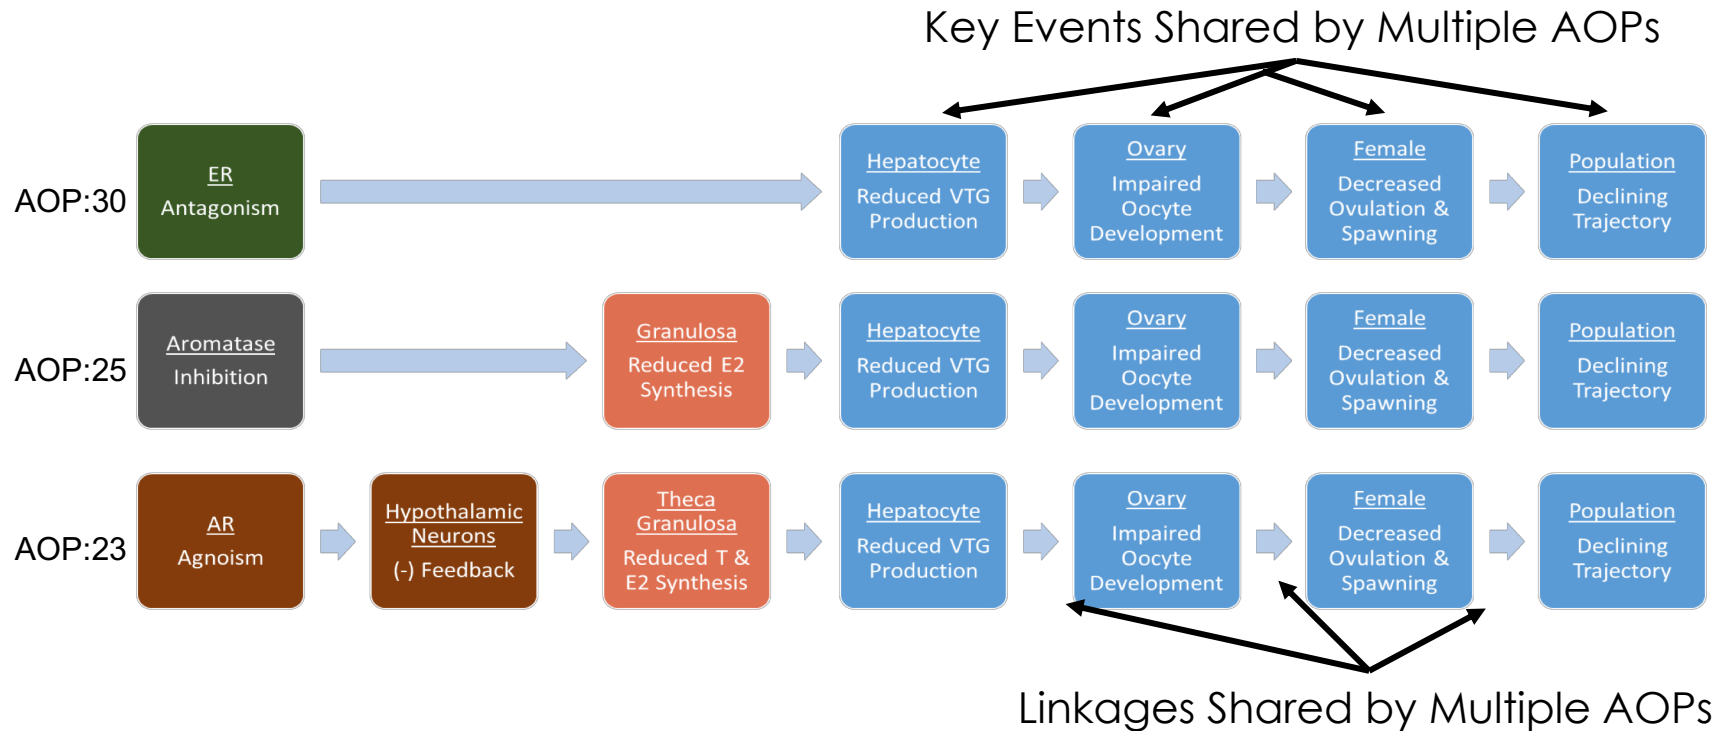 Key Events Shared by Multiple AOPs
AOP:30
ER
Antagonism
Hepatocyte
Reduced VTG
Production
Ovary
Impaired
Oocyte
Development
Female
Decreased
Ovulation &
Spawning
Population
Declining
Trajectory
AOP:25
Aromatase
Inhibition
Granulosa
Reduced E2
Synthesis
Hepatocyte
Reduced VTG
Production
Ovary
Impaired
Oocyte
Development
Female
Decreased
Ovulation &
Spawning
Population
Declining
Trajectory
AOP:23
AR
Agnoism
Hypothalamic
Neurons
(-) Feedback
Theca
Granulosa
Reduced T &
E2 Synthesis
Hepatocyte
Reduced VTG
Production
Ovary
Impaired
Oocyte
Development
Female
Decreased
Ovulation &
Spawning
Population
Declining
Trajectory
Linkages Shared by Multiple AOPs